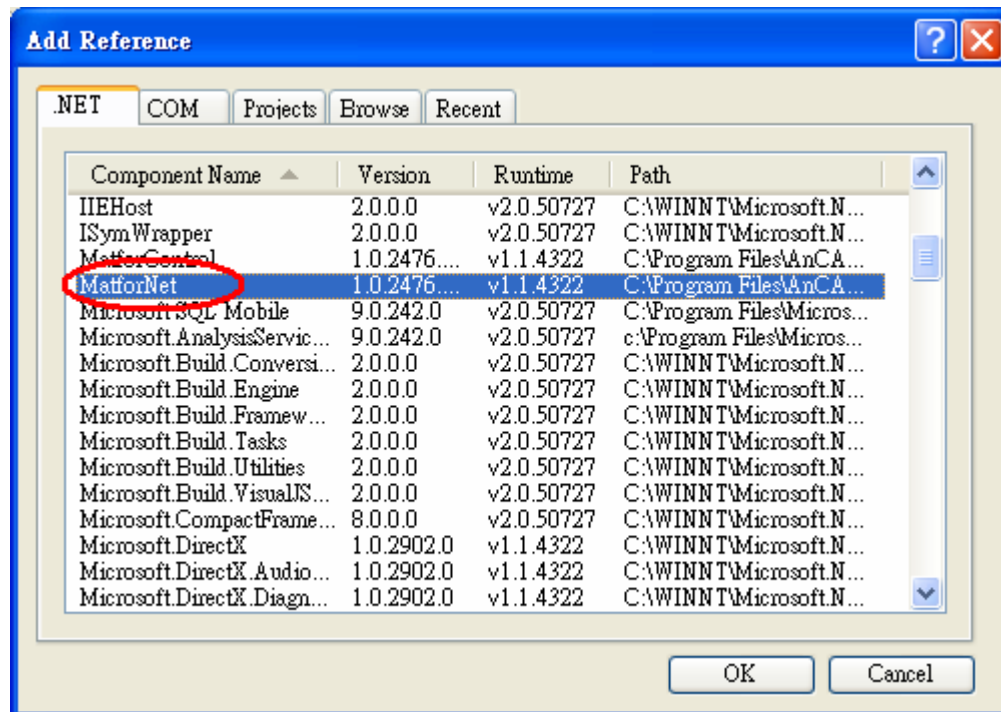 Add Reference
.NET COM Projects Browse Recent
Component Name Version Runtime Path
IIEHost 2.0.0.0 v2.0.50727 C:\WINNT\Microsoft.N...
ISymWrapper 2.0.0.0 v2.0.50727 C:\WINNT\Microsoft.N...
MatforControl 1.0.2476.... v1.1.4322 C:\Program Files\AnCA...
MatforNet 1.0.2476.... v1.1.4322 C:\Program Files\AnCA...
Microsoft SQL Mobile 9.0.242.0 v2.0.50727 C:\Program Files\Micros...
Microsoft.AnalysisServic... 9.0.242.0 v2.0.50727 c:\Program Files\Micros...
Microsoft.Build.Conversi... 2.0.0.0 v2.0.50727 C:\WINNT\Microsoft.N...
Microsoft.Build.Engine 2.0.0.0 v2.0.50727 C:\WINNT\Microsoft.N...
Microsoft.Build.Framew... 2.0.0.0 v2.0.50727 C:\WINNT\Microsoft.N...
Microsoft.Build.Tasks 2.0.0.0 v2.0.50727 C:\WINNT\Microsoft.N...
Microsoft.Build.Utilities 2.0.0.0 v2.0.50727 C:\WINNT\Microsoft.N...
Microsoft.Build.VisualJS... 2.0.0.0 v2.0.50727 C:\WINNT\Microsoft.N...
Microsoft.CompactFrame... 8.0.0.0 v2.0.50727 C:\WINNT\Microsoft.N...
Microsoft.DirectX 1.0.2902.0 v1.1.4322 C:\WINNT\Microsoft.N...
Microsoft.DirectX.Audio... 1.0.2902.0 v1.1.4322 C:\WINNT\Microsoft.N...
Microsoft.DirectX.Diagn... 1.0.2902.0 v1.1.4322 C:\WINNT\Microsoft.N...
OK Cancel